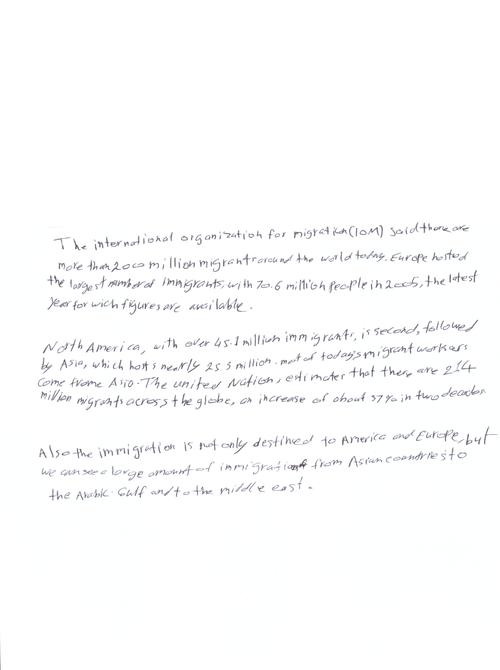 The international organization for migration (IOM) said there are
more than 2000 million migrant around the world today. Europe hosted
the largest number of immigrants, with 70.6 million people in 2005, the latest
year for wich figures are available.
North America, with over 45.1 million immigrants, is second, followed
by Asia, which hosts nearly 25.3 million. most of today's migrant workers
come frome Asia. The united Nation, estimates that there are 214
million migrants across the globe, an increase of about 37% in two decades.
Also the immigration is not only destined to America and Europe, but
we can see a large amount of immigrations from Asian countries to
the Arabic Gulf and to the middle east.